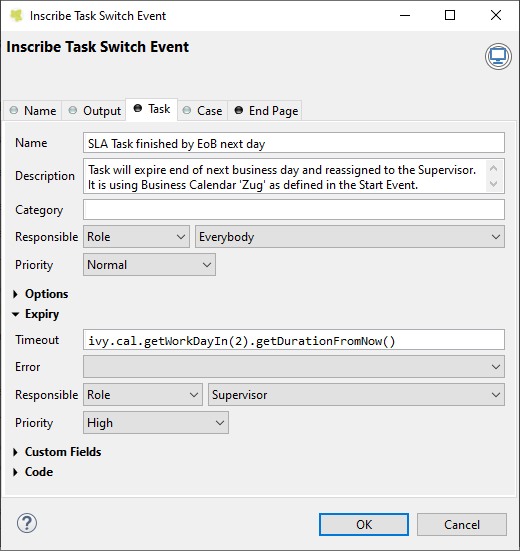 Inscribe Task Switch Event
Inscribe Task Switch Event
Name Output Task Case End Page
Name SLA Task finished by EoB next day
Description Task will expire end of next business day and reassigned to the Supervisor.
It is using Business Calendar 'Zug' as defined in the Start Event.
Category
Responsible Role Everybody
Priority Normal
Options
Expiry
Timeout ivy.cal.getWorkDayIn(2).getDurationFromNow()
Error
Responsible Role Supervisor
Priority High
Custom Fields
Code
? OK Cancel